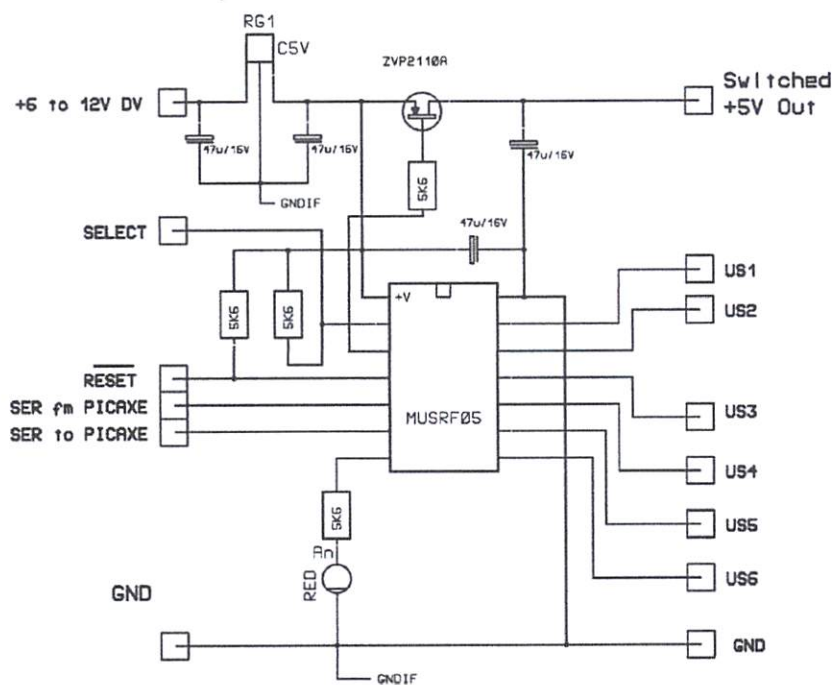 RG1
C5V
ZVP2110A
+6 to 12V DV
Switched
+5V Out
47u/16V
47u/16V
47u/16V
5K6
GNDIF
47u/16V
SELECT
US1
+V
US2
5K6
5K6
RESET
SER fm PICAXE
MUSRF05
US3
SER to PICAXE
US4
5K6
US5
An
RED
US6
GND
GND
GNDIF